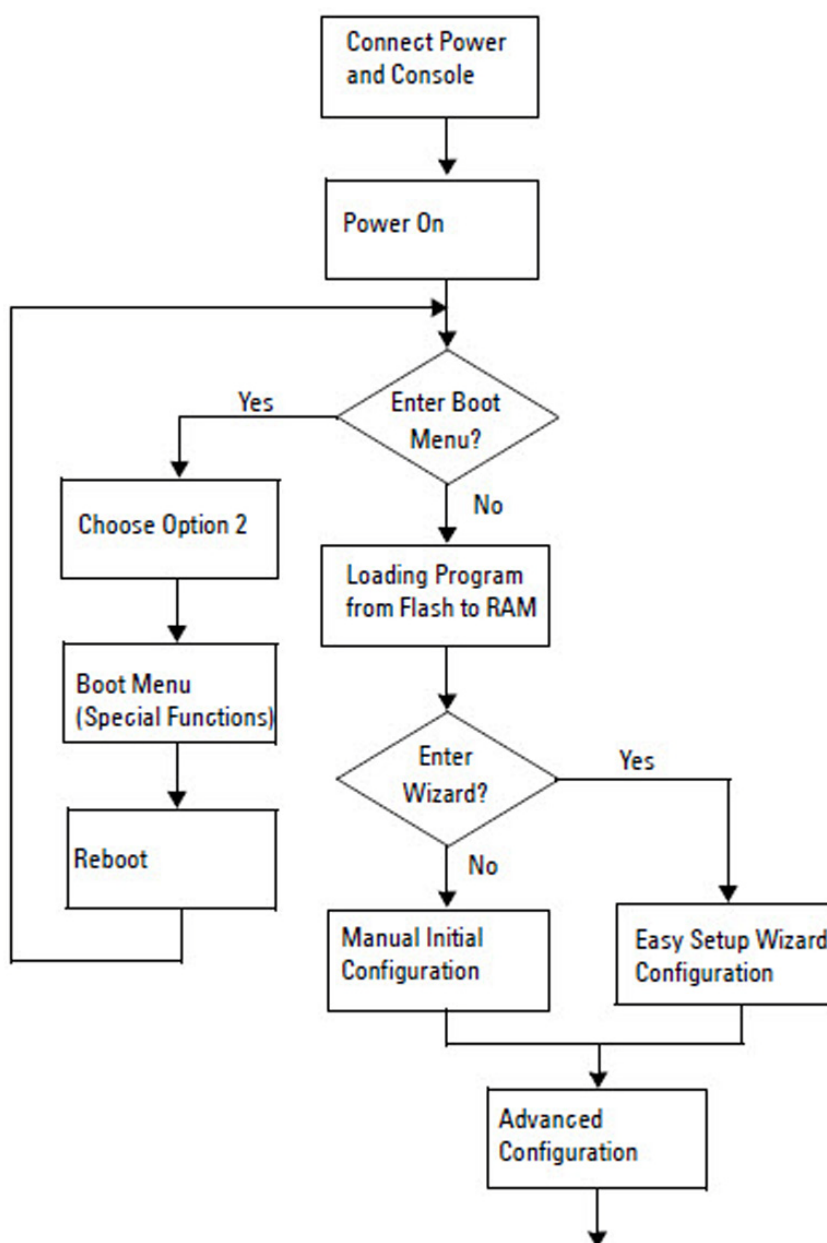 Connect Power
and Console
Power On
Enter Boot
Menu?
Yes
No
Choose Option 2
Loading Program
from Flash to RAM
Boot Menu
(Special Functions)
Enter
Wizard?
Yes
No
Reboot
Manual Initial
Configuration
Easy Setup Wizard
Configuration
Advanced
Configuration